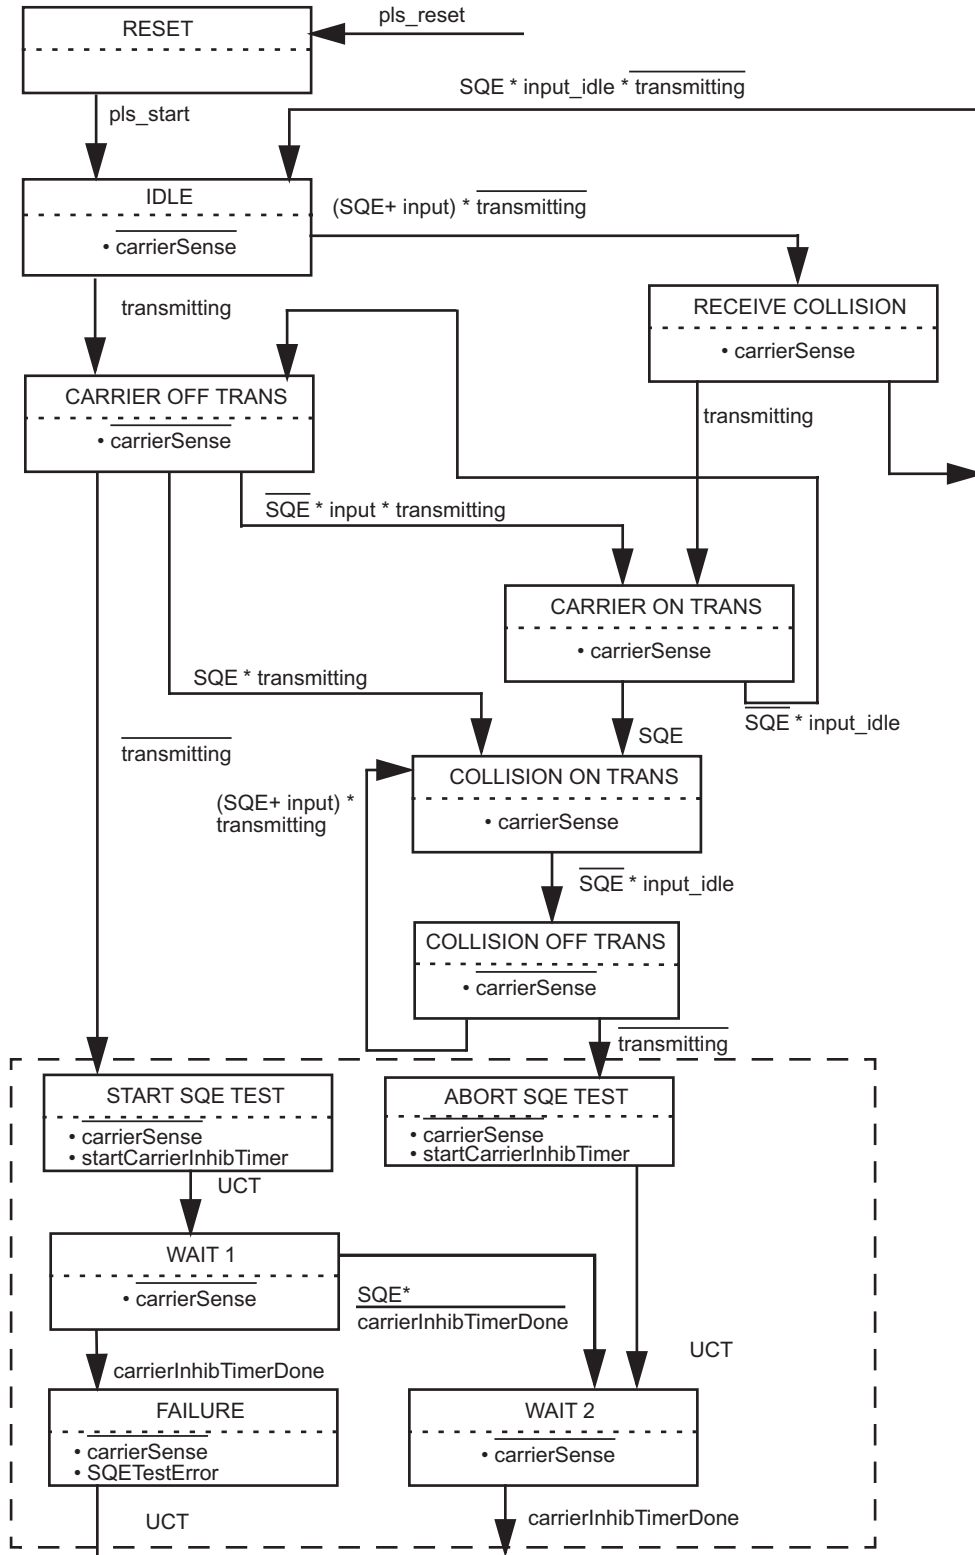 pls_reset
RESET
SQE * input_idle * transmitting
pls_start
IDLE
(SQE+ input) * transmitting
• carrierSense
transmitting
RECEIVE COLLISION
• carrierSense
CARRIER OFF TRANS
transmitting
• carrierSense
SQE * input * transmitting
CARRIER ON TRANS
• carrierSense
SQE * transmitting
SQE * input_idle
SQE
transmitting
COLLISION ON TRANS
(SQE+ input) *
transmitting
• carrierSense
SQE * input_idle
COLLISION OFF TRANS
• carrierSense
transmitting
START SQE TEST
• carrierSense
• startCarrierInhibTimer
ABORT SQE TEST
• carrierSense
• startCarrierInhibTimer
UCT
WAIT 1
• carrierSense
SQE*
carrierInhibTimerDone
UCT
carrierInhibTimerDone
FAILURE
• carrierSense
• SQETestError
WAIT 2
• carrierSense
UCT
carrierInhibTimerDone